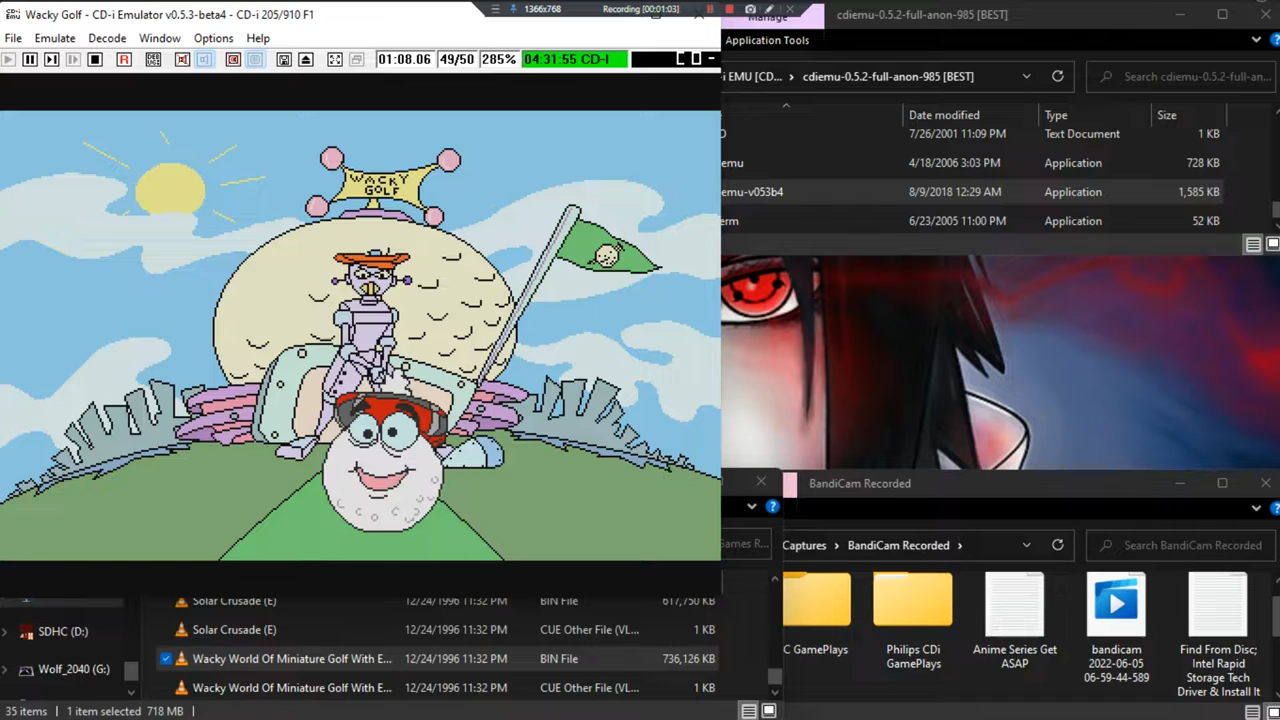 Wacky Golf - CD-i Emulator v0.5.3-beta4 - CD-i 205/910 F1
1366x768
Recording [00:01:03]
Manage
cdiemu-0.5.2-full-anon-985 [BEST]
File Emulate Decode Window Options Help
Application Tools
R
01:08.06 49/50 285% 04:31:55 CD-I
CD-
-i EMU [CD... > cdiemu-0.5.2-full-anon-985 [BEST]
Search cdiemu-0.5.2-full-an...
Date modified Type Size
O 7/26/2001 11:09 PM Text Document 1 KB
emu 4/18/2006 3:03 PM Application 728 KB
emu-v053b4 8/9/2018 12:29 AM Application 1,585 KB
erm 6/23/2005 11:00 PM Application 52 KB
WACKY
GOLF
BandiCam Recorded
Games R...
Captures > BandiCam Recorded >
Search BandiCam Recorded
C GamePlays
Philips CDi
GamePlays
Anime Series Get
ASAP
bandicam
2022-06-05
06-59-44-589
Find From Disc;
Intel Rapid
Storage Tech
Driver & Install It
Solar Crusade (E) 12/24/1996 11:32 PM BIN File 617,750 KB
SDHC (D:)
Solar Crusade (E) 12/24/1996 11:32 PM CUE Other File (VL... 1 KB
Wolf_2040 (G:)
Wacky World Of Miniature Golf With E... 12/24/1996 11:32 PM BIN File 736,126 KB
Wacky World Of Miniature Golf With E... 12/24/1996 11:32 PM CUE Other File (VL... 1 KB
35 items 1 item selected 718 MB